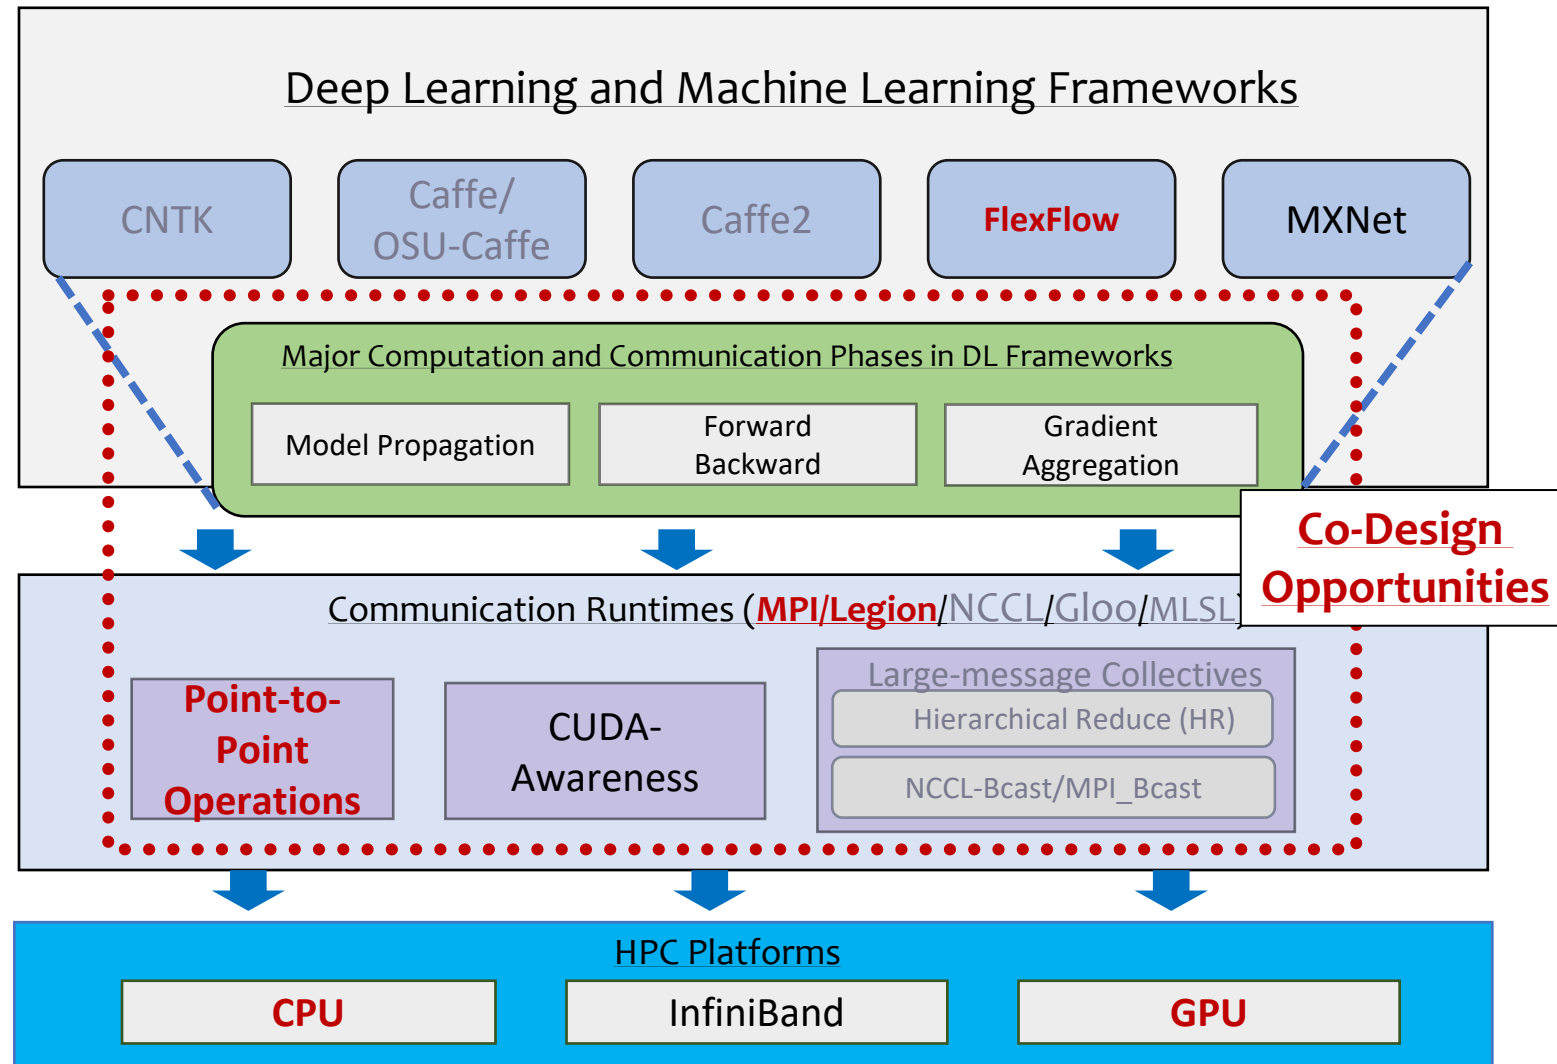 Deep Learning and Machine Learning Frameworks
CNTK
Caffe/
OSU-Caffe
Caffe2
FlexFlow
MXNet
Major Computation and Communication Phases in DL Frameworks
Model Propagation
Forward
Backward
Gradient
Aggregation
Co-Design
Opportunities
Communication Runtimes (MPI/Legion/NCCL/Gloo/MLSL)
Point-to-
Point
Operations
CUDA-
Awareness
Large-message Collectives
Hierarchical Reduce (HR)
NCCL-Bcast/MPI_Bcast
HPC Platforms
CPU
InfiniBand
GPU